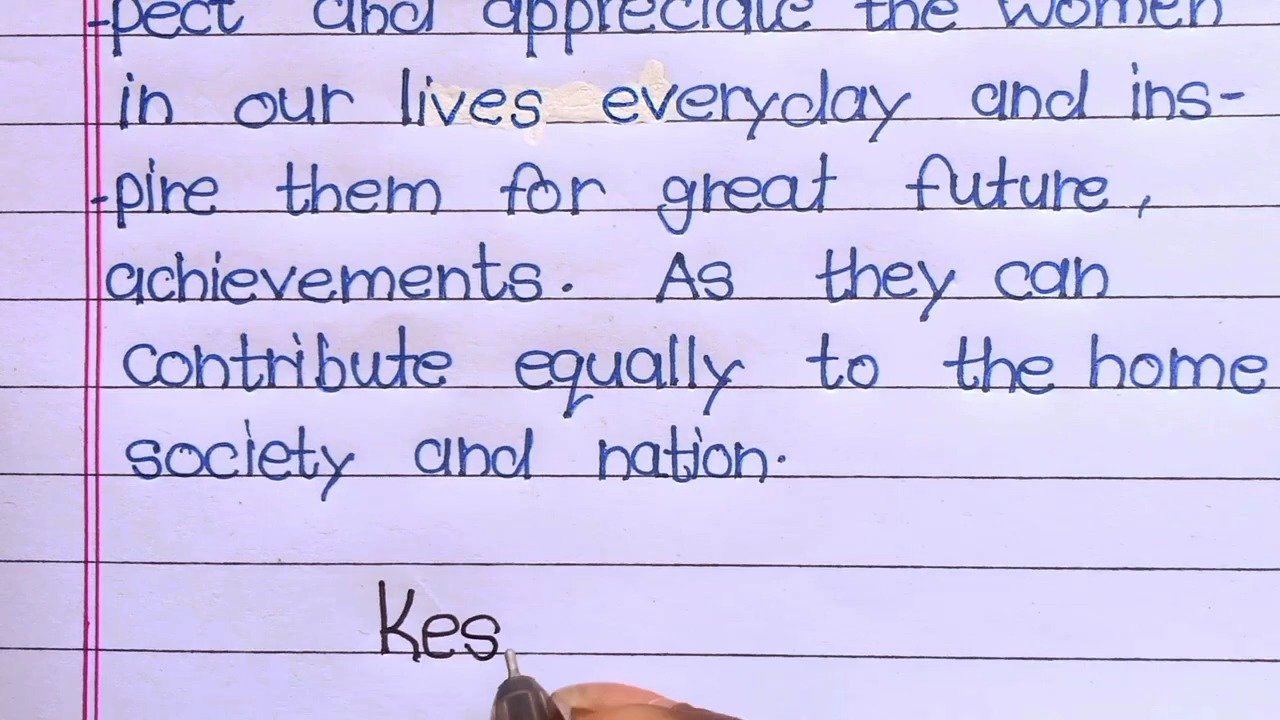 -pect and appreciate the women
in our lives everyday and ins-
-pire them for great future,
achievements. As they can
contribute equally to the home
society and nation.
Kes